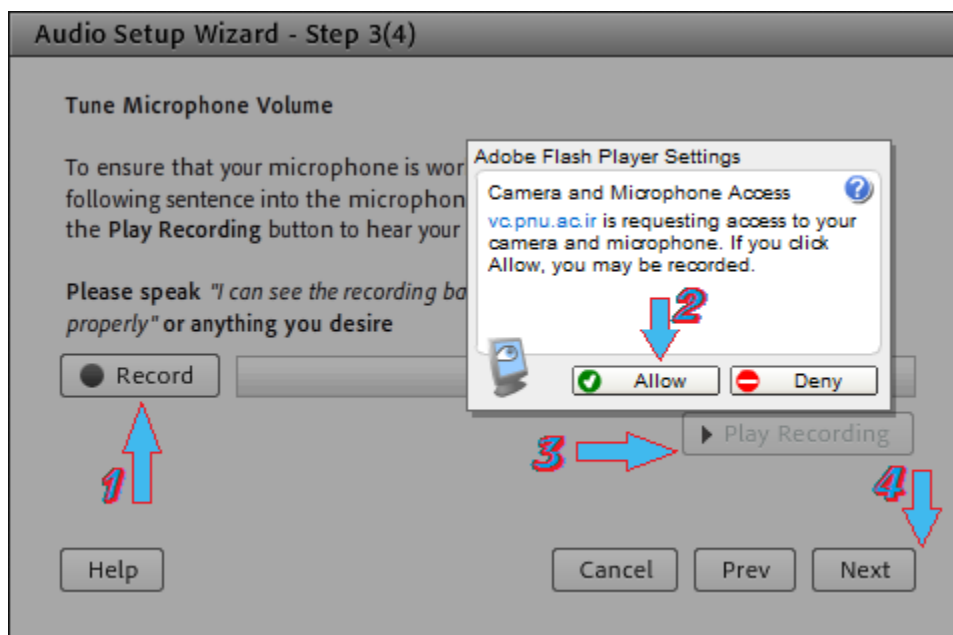 Audio Setup Wizard - Step 3(4)
Tune Microphone Volume
To ensure that your microphone is wor
following sentence into the microphon
the Play Recording button to hear your
Please speak "I can see the recording ba
properly" or anything you desire
Adobe Flash Player Settings
Camera and Microphone Access
vc.pnu.ac.ir is requesting access to your
camera and microphone. If you click
Allow, you may be recorded.
2
Allow Deny
Record
3 Play Recording
1
4
Help Cancel Prev Next